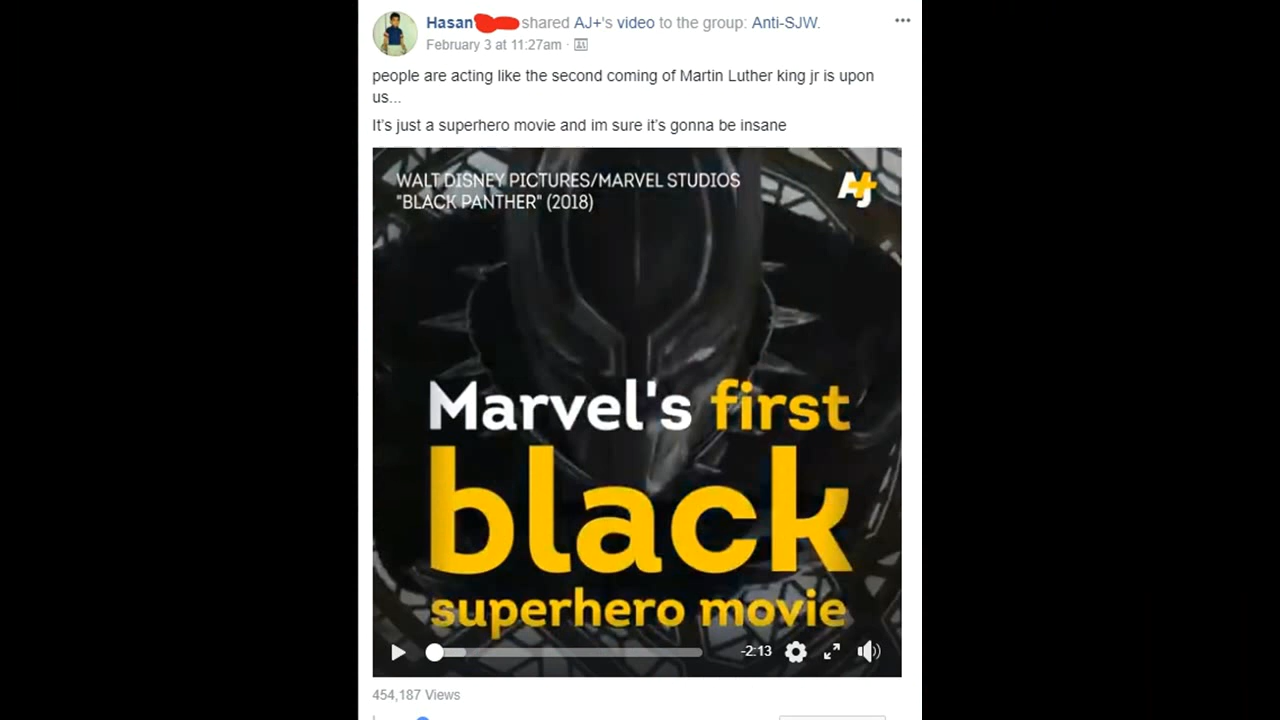 Hasan shared AJ+'s video to the group: Anti-SJW.
February 3 at 11:27am ·
people are acting like the second coming of Martin Luther king jr is upon
us...
It's just a superhero movie and im sure it's gonna be insane
WALT DISNEY PICTURES/MARVEL STUDIOS
"BLACK PANTHER" (2018)
AJ+
Marvel's first
black
superhero movie
-2:13
454,187 Views